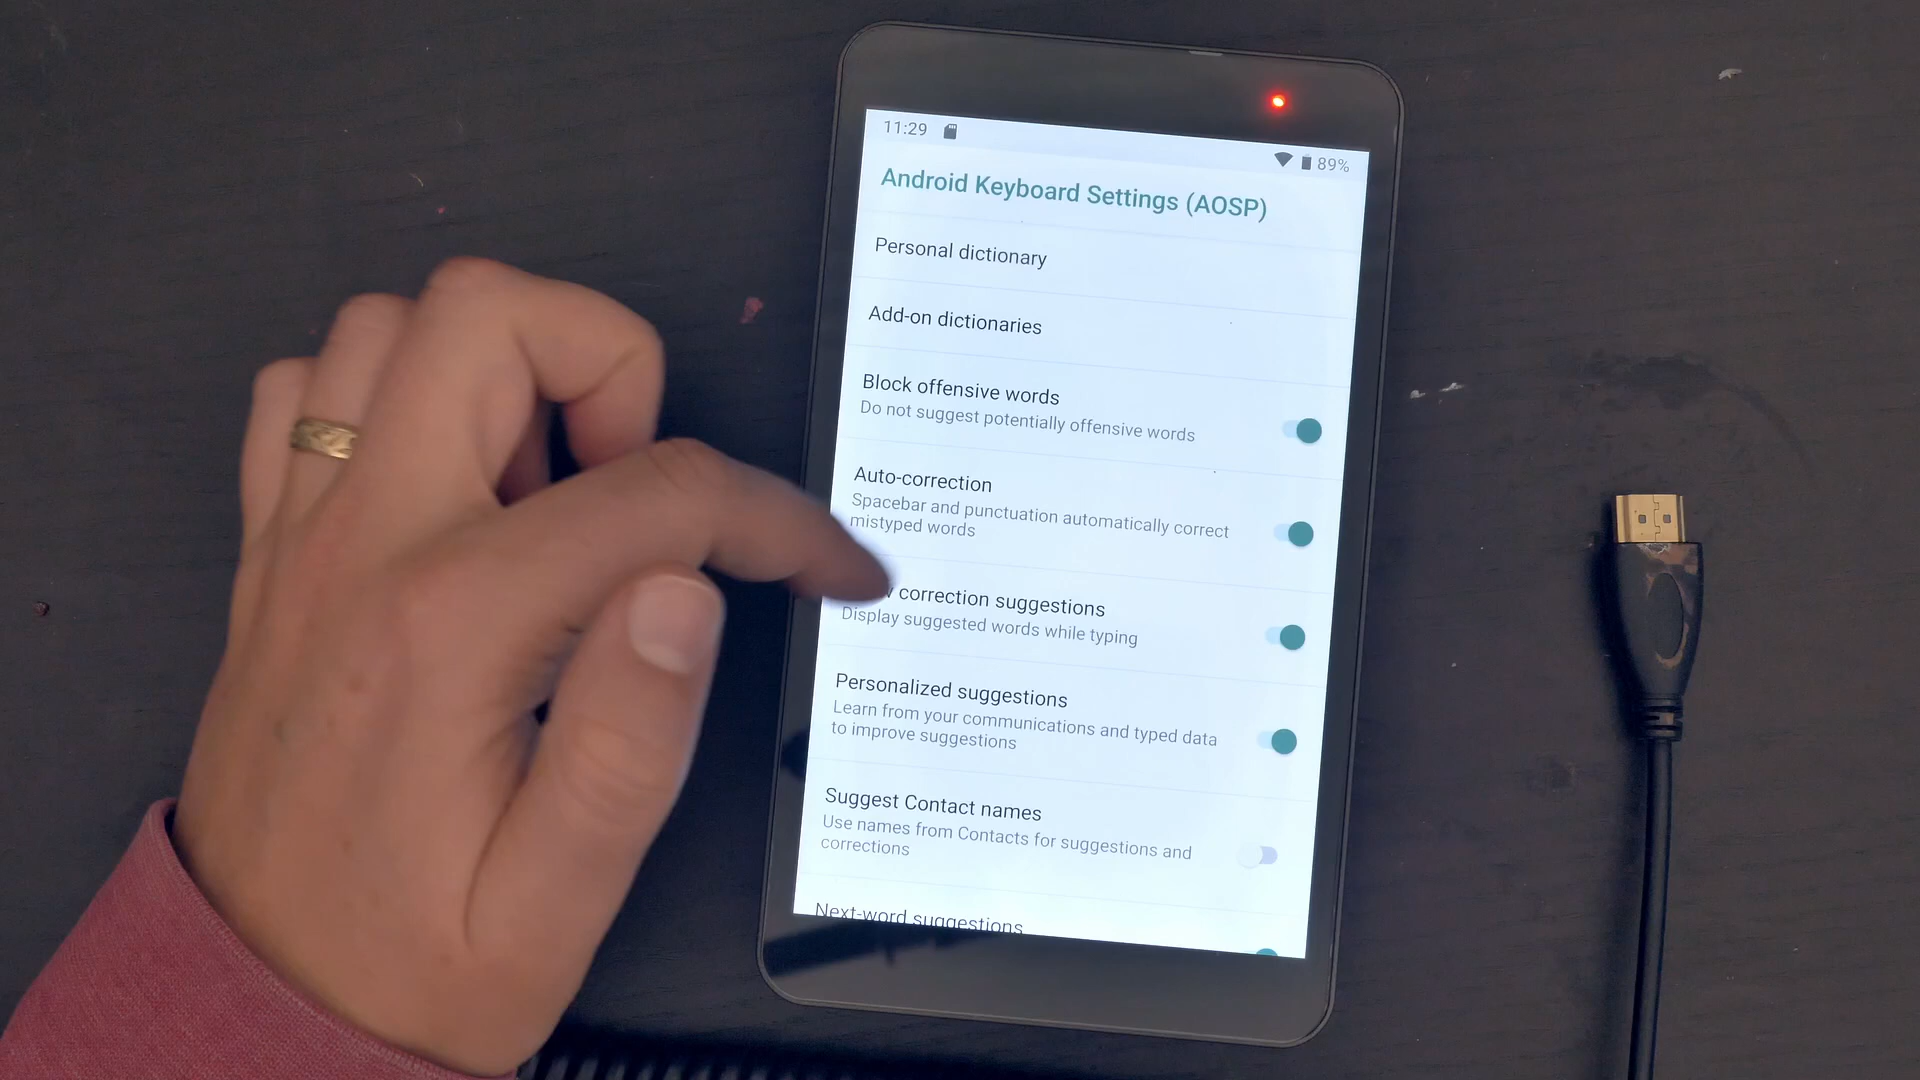 11:29
89%
Android Keyboard Settings (AOSP)
Personal dictionary
Add-on dictionaries
Block offensive words
Do not suggest potentially offensive words
Auto-correction
Spacebar and punctuation automatically correct
mistyped words
correction suggestions
Display suggested words while typing
Personalized suggestions
Learn from your communications and typed data
to improve suggestions
Suggest Contact names
Use names from Contacts for suggestions and
corrections
Next-word suggestions